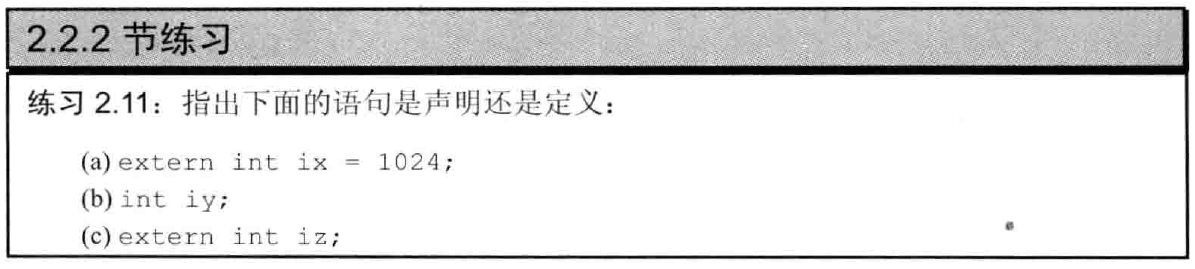 2.2.2 节练习
练习 2.11：指出下面的语句是声明还是定义：
(a) extern int ix = 1024;
(b) int iy;
(c) extern int iz;